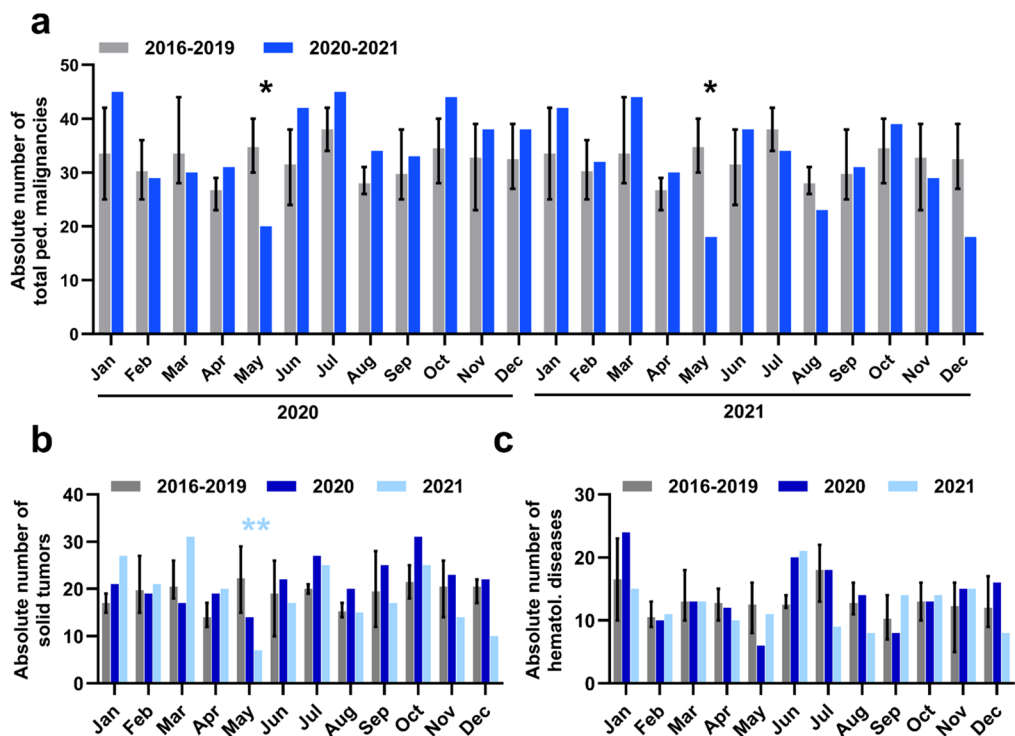 a
2016-2019 2020-2021
Absolute number of
total ped. malignancies
50
40
30
20
10
0
* *
Jan Feb Mar Apr May Jun Jul Aug Sep Oct Nov Dec Jan Feb Mar Apr May Jun Jul Aug Sep Oct Nov Dec
2020 2021
b
2016-2019 2020 2021
Absolute number of
solid tumors
40
30
20
10
0
**
Jan Feb Mar Apr May Jun Jul Aug Sep Oct Nov Dec
c
2016-2019 2020 2021
Absolute number of
hematol. diseases
30
20
10
0
Jan Feb Mar Apr May Jun Jul Aug Sep Oct Nov Dec